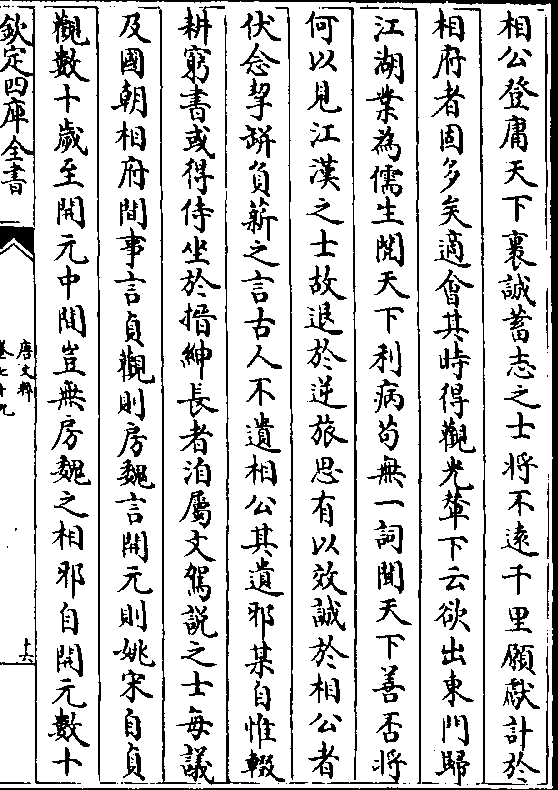 相公登庸天下裹誠蓄志之士將不遠千里願獻計於
相府者固多矣適會其時得觀光輦下云欲出東門歸
江湖業為儒生閲天下利病苟無一詞聞天下善否將
何以見江漢之士故退於逆旅思有以效誠於相公者
伏念挈缾負薪之言古人不遺相公其遺邪某自惟輟
耕窮書或得侍坐於搢紳長者洎屬文駕説之士每議
及國朝相府間事言貞觀則房魏言開元則姚宋自貞
觀數十歲至開元中間豈無房魏之相邪自開元數十
欽定四庫全書
唐文粹
卷七十九
十六